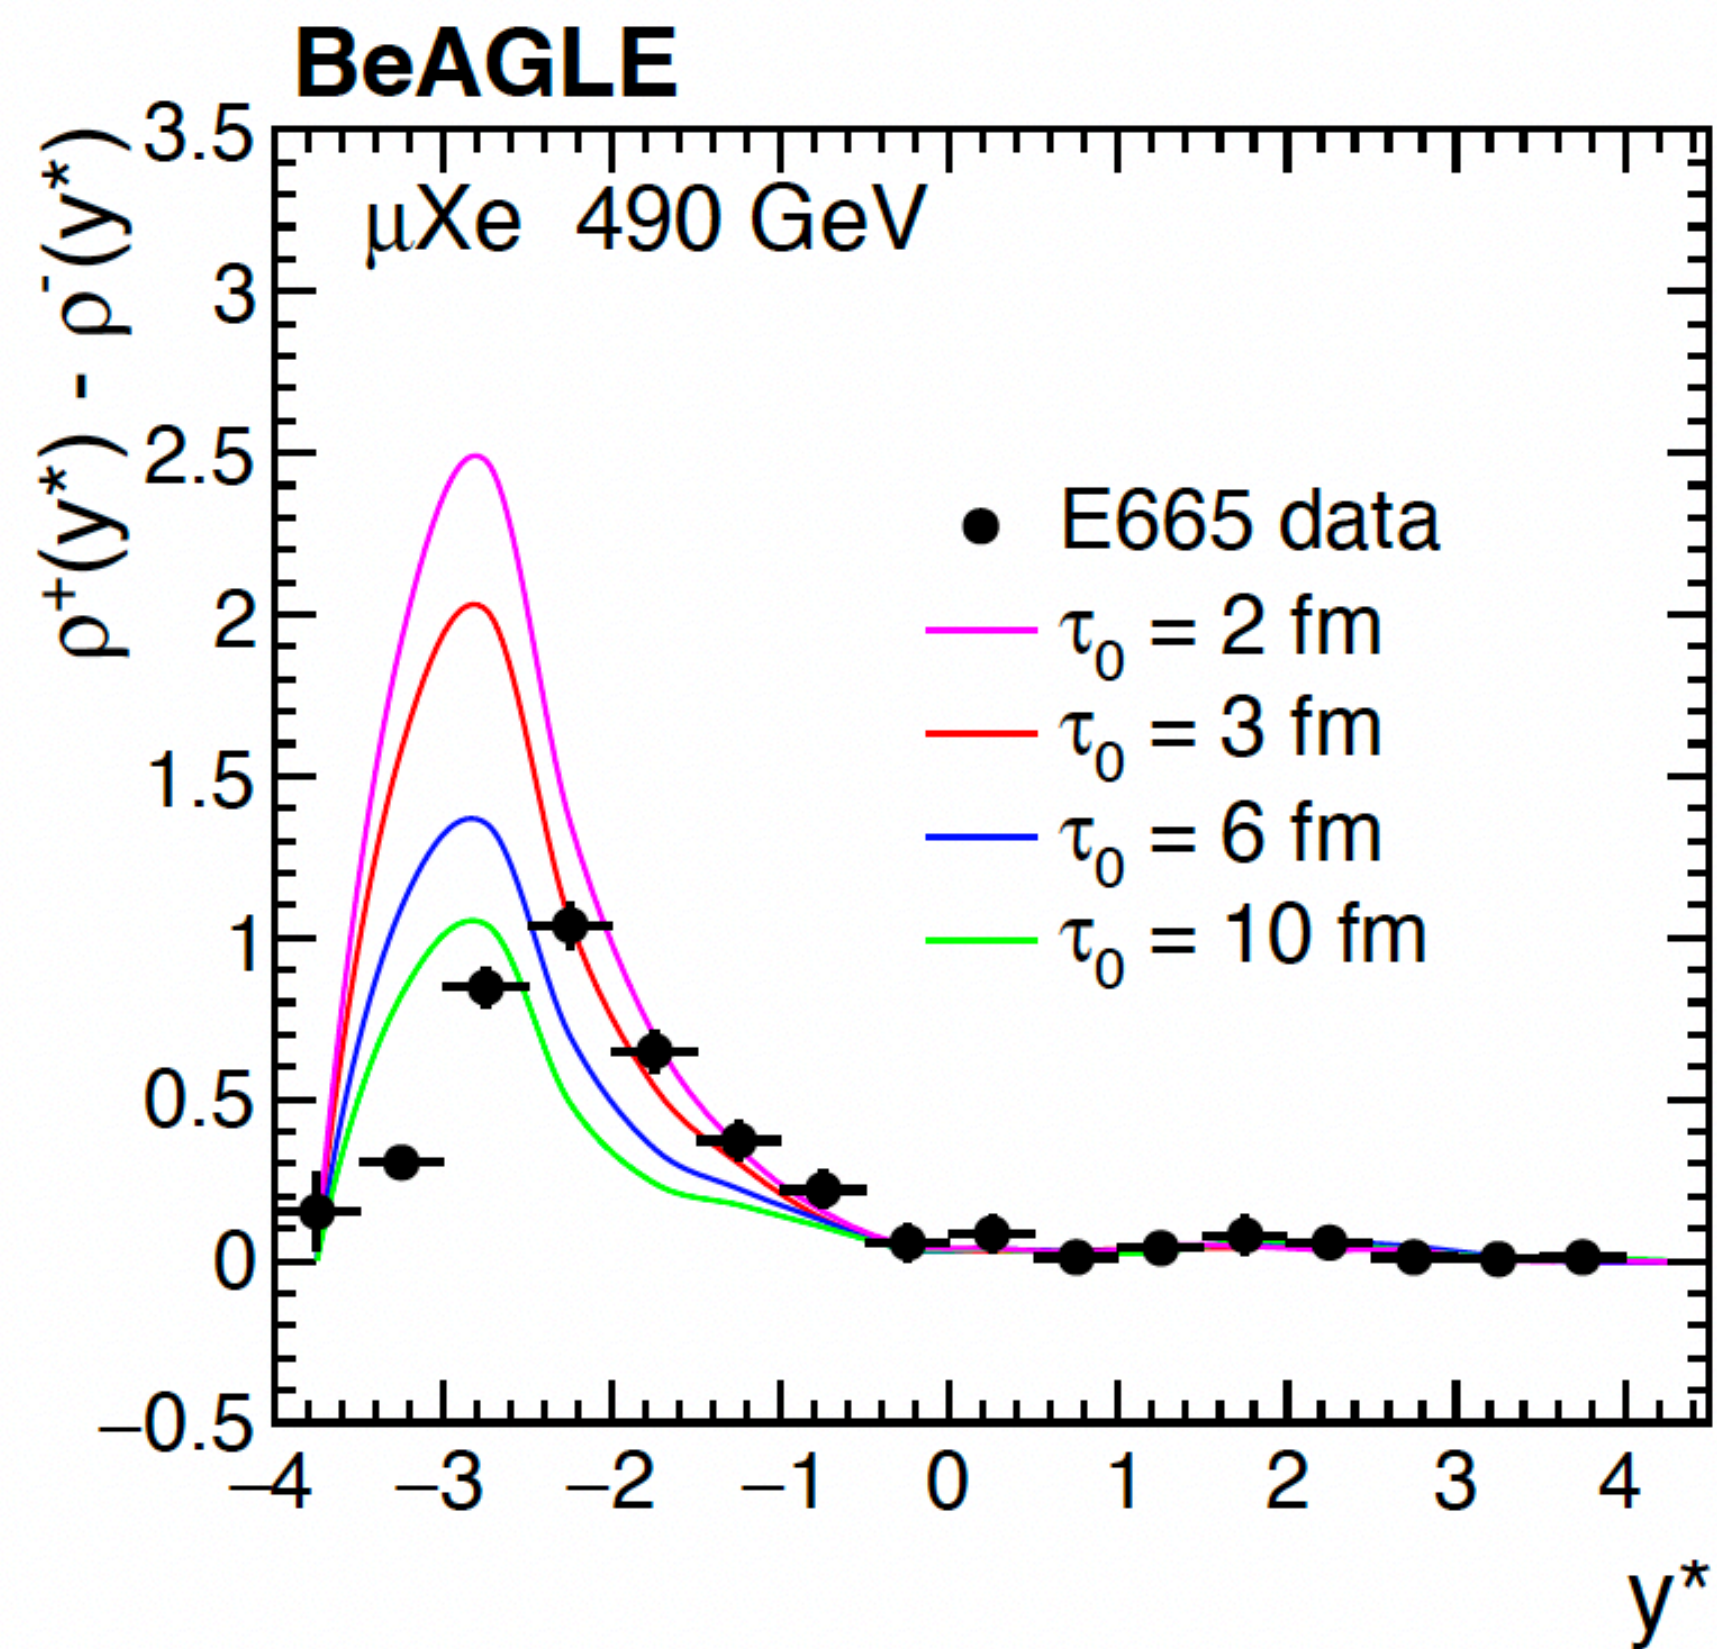 BeAGLE
ρ⁺(y*) - ρ⁻(y*)
3.5
3
2.5
2
1.5
1
0.5
0
−0.5
μXe 490 GeV
E665 data
τ₀ = 2 fm
τ₀ = 3 fm
τ₀ = 6 fm
τ₀ = 10 fm
−4 −3 −2 −1 0 1 2 3 4
y*